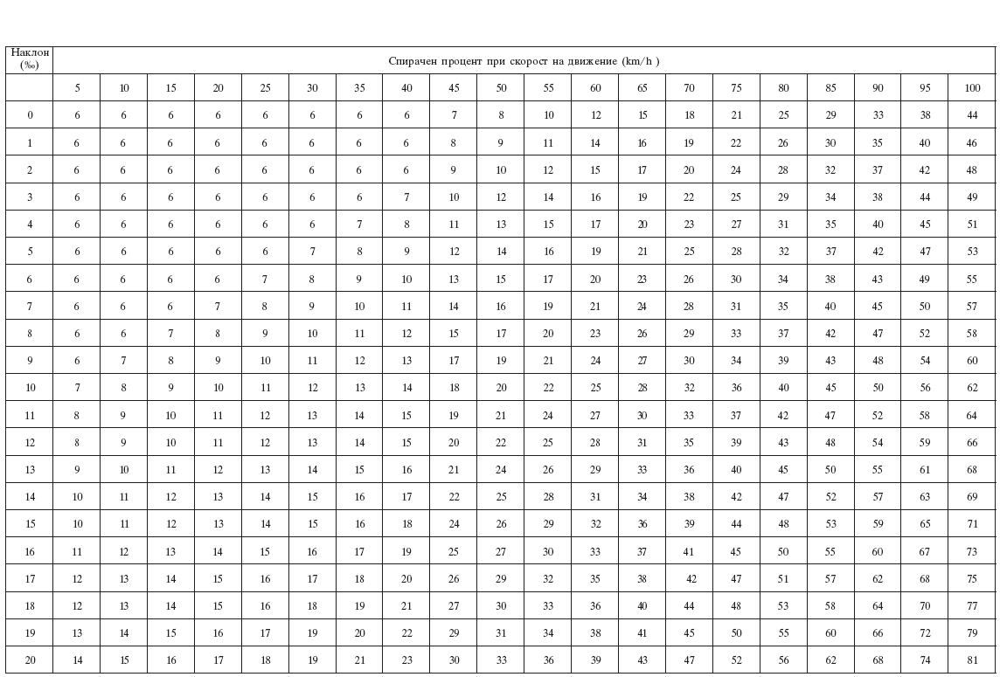 Наклон
(‰)
Спирачен процент при скорост на движение (km/h )
5 10 15 20 25 30 35 40 45 50 55 60 65 70 75 80 85 90 95 100
0 6 6 6 6 6 6 6 6 7 8 10 12 15 18 21 25 29 33 38 44
1 6 6 6 6 6 6 6 6 8 9 11 14 16 19 22 26 30 35 40 46
2 6 6 6 6 6 6 6 6 9 10 12 15 17 20 24 28 32 37 42 48
3 6 6 6 6 6 6 6 7 10 12 14 16 19 22 25 29 34 38 44 49
4 6 6 6 6 6 6 7 8 11 13 15 17 20 23 27 31 35 40 45 51
5 6 6 6 6 6 7 8 9 12 14 16 19 21 25 28 32 37 42 47 53
6 6 6 6 6 7 8 9 10 13 15 17 20 23 26 30 34 38 43 49 55
7 6 6 6 7 8 9 10 11 14 16 19 21 24 28 31 35 40 45 50 57
8 6 6 7 8 9 10 11 12 15 17 20 23 26 29 33 37 42 47 52 58
9 6 7 8 9 10 11 12 13 17 19 21 24 27 30 34 39 43 48 54 60
10 7 8 9 10 11 12 13 14 18 20 22 25 28 32 36 40 45 50 56 62
11 8 9 10 11 12 13 14 15 19 21 24 27 30 33 37 42 47 52 58 64
12 8 9 10 11 12 13 14 15 20 22 25 28 31 35 39 43 48 54 59 66
13 9 10 11 12 13 14 15 16 21 24 26 29 33 36 40 45 50 55 61 68
14 10 11 12 13 14 15 16 17 22 25 28 31 34 38 42 47 52 57 63 69
15 10 11 12 13 14 15 16 18 24 26 29 32 36 39 44 48 53 59 65 71
16 11 12 13 14 15 16 17 19 25 27 30 33 37 41 45 50 55 60 67 73
17 12 13 14 15 16 17 18 20 26 29 32 35 38 42 47 51 57 62 68 75
18 12 13 14 15 16 18 19 21 27 30 33 36 40 44 48 53 58 64 70 77
19 13 14 15 16 17 19 20 22 29 31 34 38 41 45 50 55 60 66 72 79
20 14 15 16 17 18 19 21 23 30 33 36 39 43 47 52 56 62 68 74 81